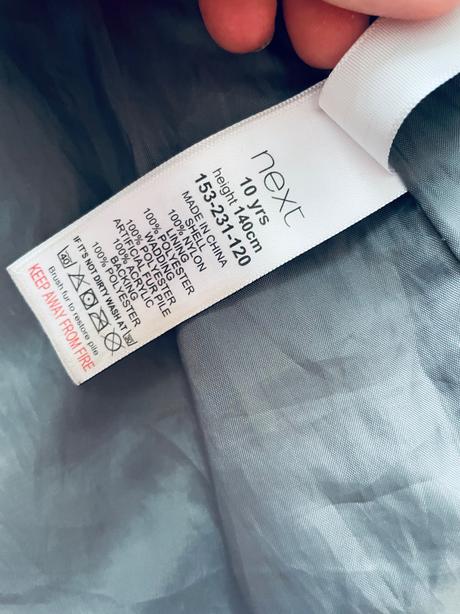 next
10 yrs
height 140cm
153-231-120
MADE IN CHINA
SHELL
100% NYLON
LINING
100% POLYESTER
WADDING
100% POLYESTER
ARTIFICIAL FUR PILE
100% ACRYLIC
BACKING
100% POLYESTER
IF IT'S NOT DIRTY WASH AT 30
40
Brush fur to restore pile
KEEP AWAY FROM FIRE